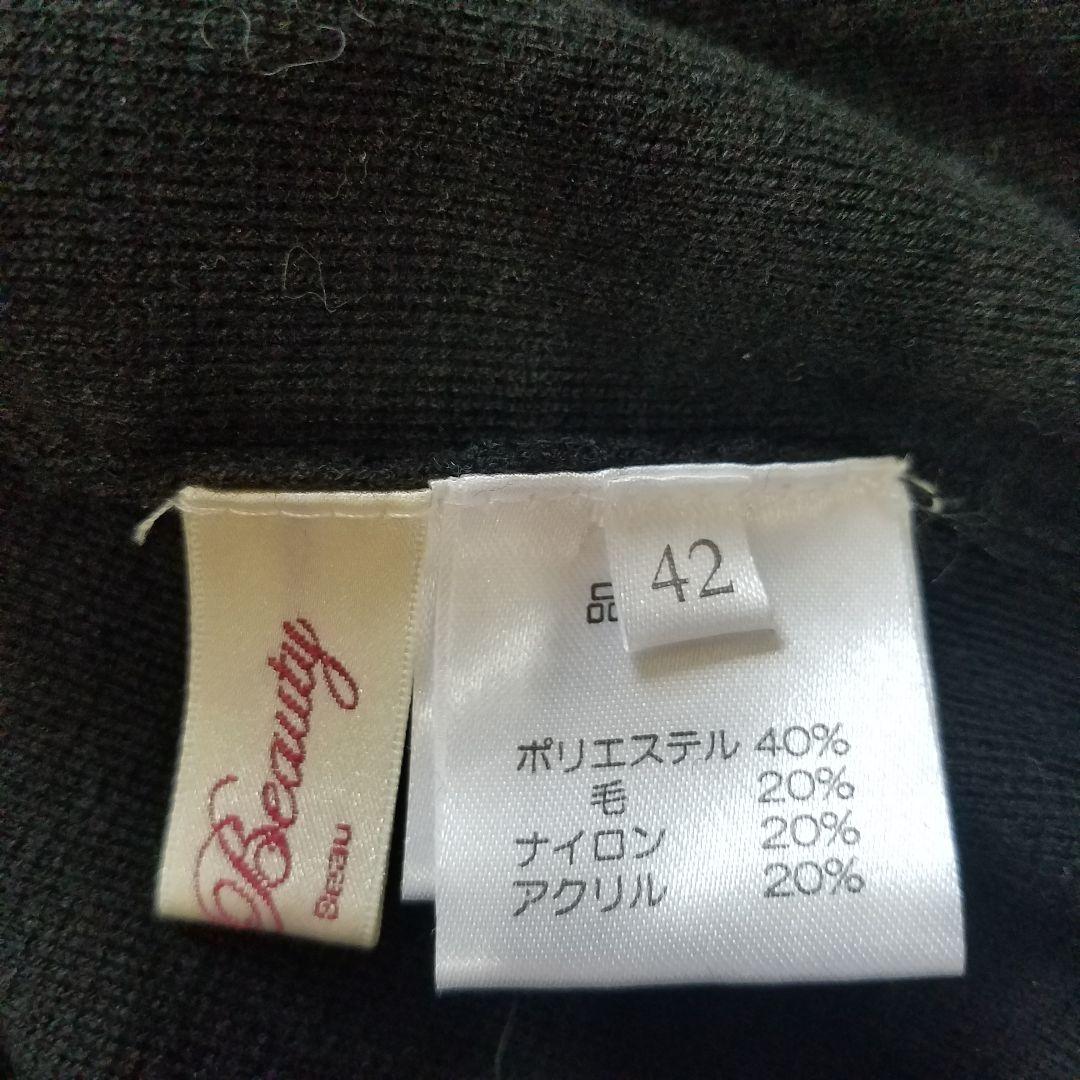 Beauty
Beau
42
品
ポリエステル 40%
毛 20%
ナイロン 20%
アクリル 20%